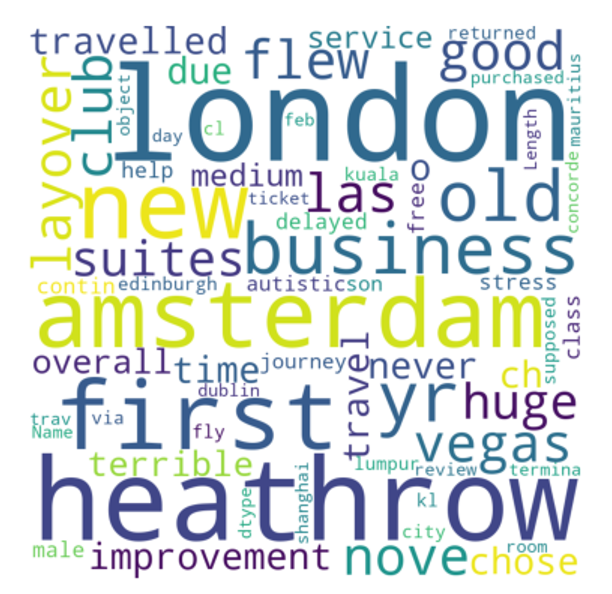 travelled
service
returned
flew
good
due
club
layover
object
london
purchased
mauritius
day
cl
feb
Length
concorde
help
medium
kuala
free
o
new
ticket
las
old
delayed
suites
business
contin
edinburgh
autistic
son
stress
amsterdam
supposed
class
overall
time
journey
travel
never
ch
dublin
first
yr
huge
trav
Name
via
fly
vegas
terrible
lumpur
review
termina
heathrow
dtype
shanghai
kl
city
male
improvement
nove
room
chose